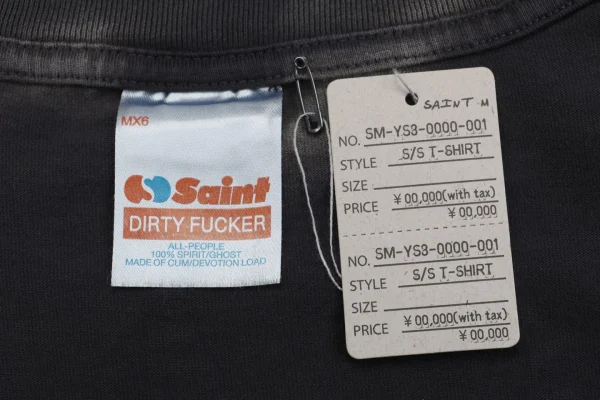 MX6
Saint
DIRTY FUCKER
ALL-PEOPLE
100% SPIRIT/GHOST
MADE OF CUM/DEVOTION LOAD
SAINT M
NO. SM-YS3-0000-001
STYLE S/S T-SHIRT
SIZE
PRICE ¥00,000(with tax)
¥00,000
NO. SM-YS3-0000-001
STYLE S/S T-SHIRT
SIZE
PRICE ¥00,000(with tax)
¥00,000